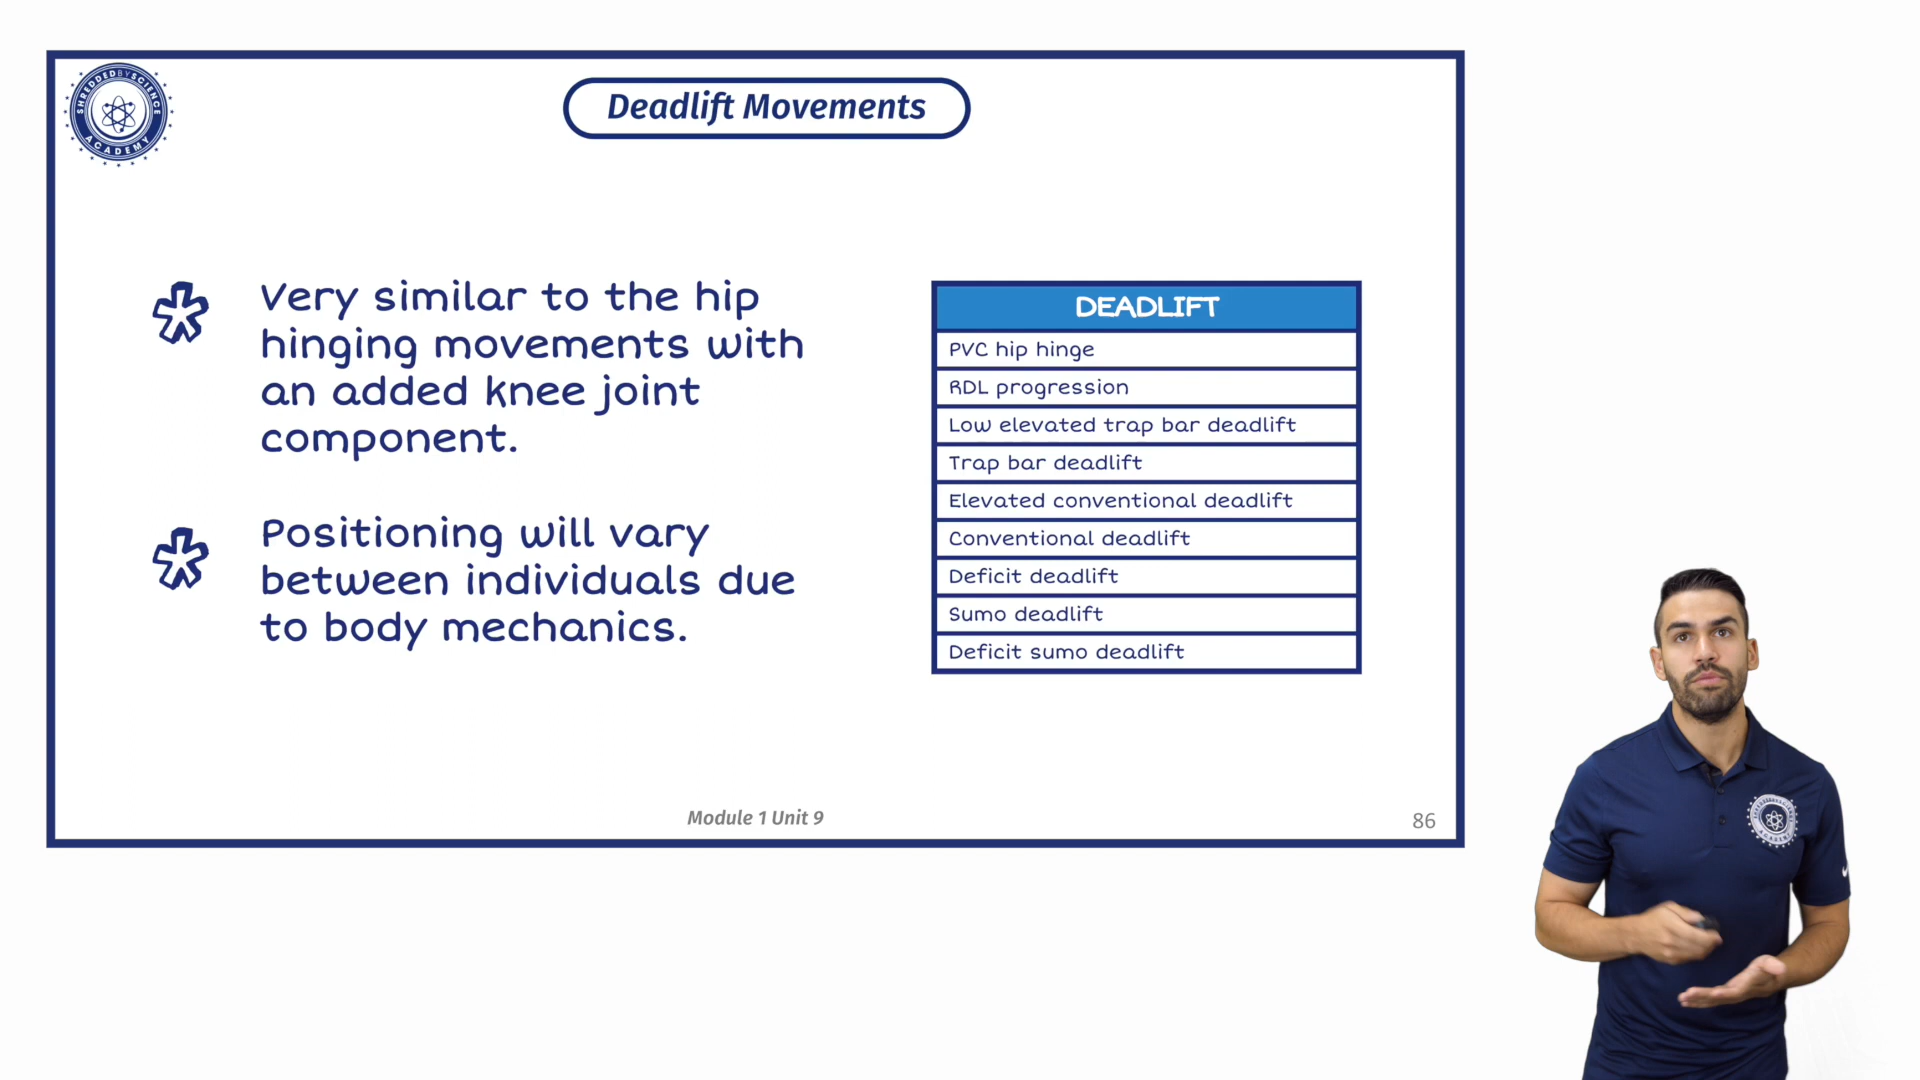 SHREDDEDBYSCIENCE
ACADEMY
Deadlift Movements
Very similar to the hip
hinging movements with
an added knee joint
component.
Positioning will vary
between individuals due
to body mechanics.
DEADLIFT
PVC hip hinge
RDL progression
Low elevated trap bar deadlift
Trap bar deadlift
Elevated conventional deadlift
Conventional deadlift
Deficit deadlift
Sumo deadlift
Deficit sumo deadlift
Module 1 Unit 9
86